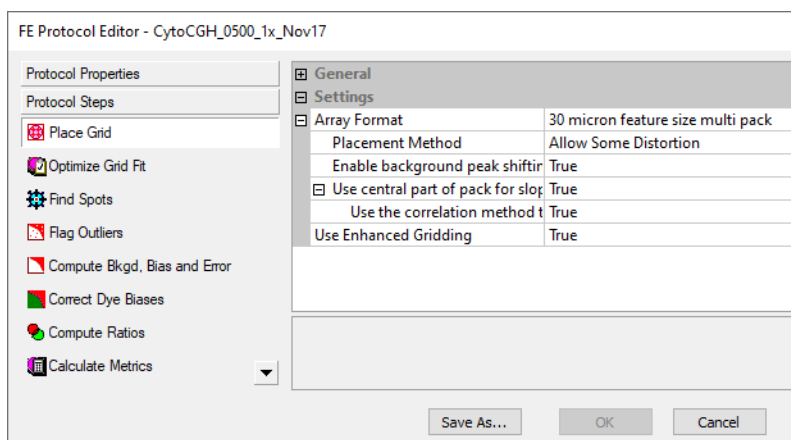 FE Protocol Editor - CytoCGH_0500_1x_Nov17
Protocol Properties
Protocol Steps
Place Grid
Optimize Grid Fit
Find Spots
Flag Outliers
Compute Bkgd, Bias and Error
Correct Dye Biases
Compute Ratios
Calculate Metrics
General
Settings
Array Format 30 micron feature size multi pack
Placement Method Allow Some Distortion
Enable background peak shiftin True
Use central part of pack for slop True
Use the correlation method t True
Use Enhanced Gridding True
Save As... OK Cancel